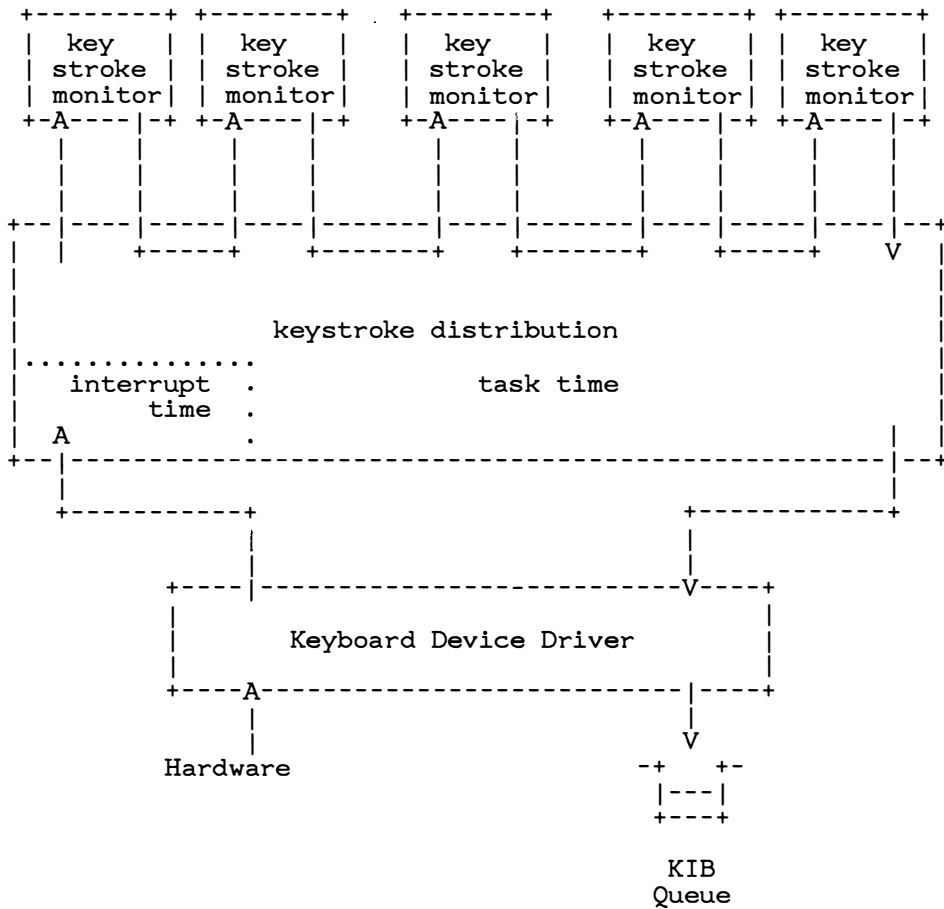 key key key key key
stroke stroke stroke stroke stroke
monitor monitor monitor monitor monitor
keystroke distribution
interrupt task time
time
Keyboard Device Driver
Hardware
KIB
Queue